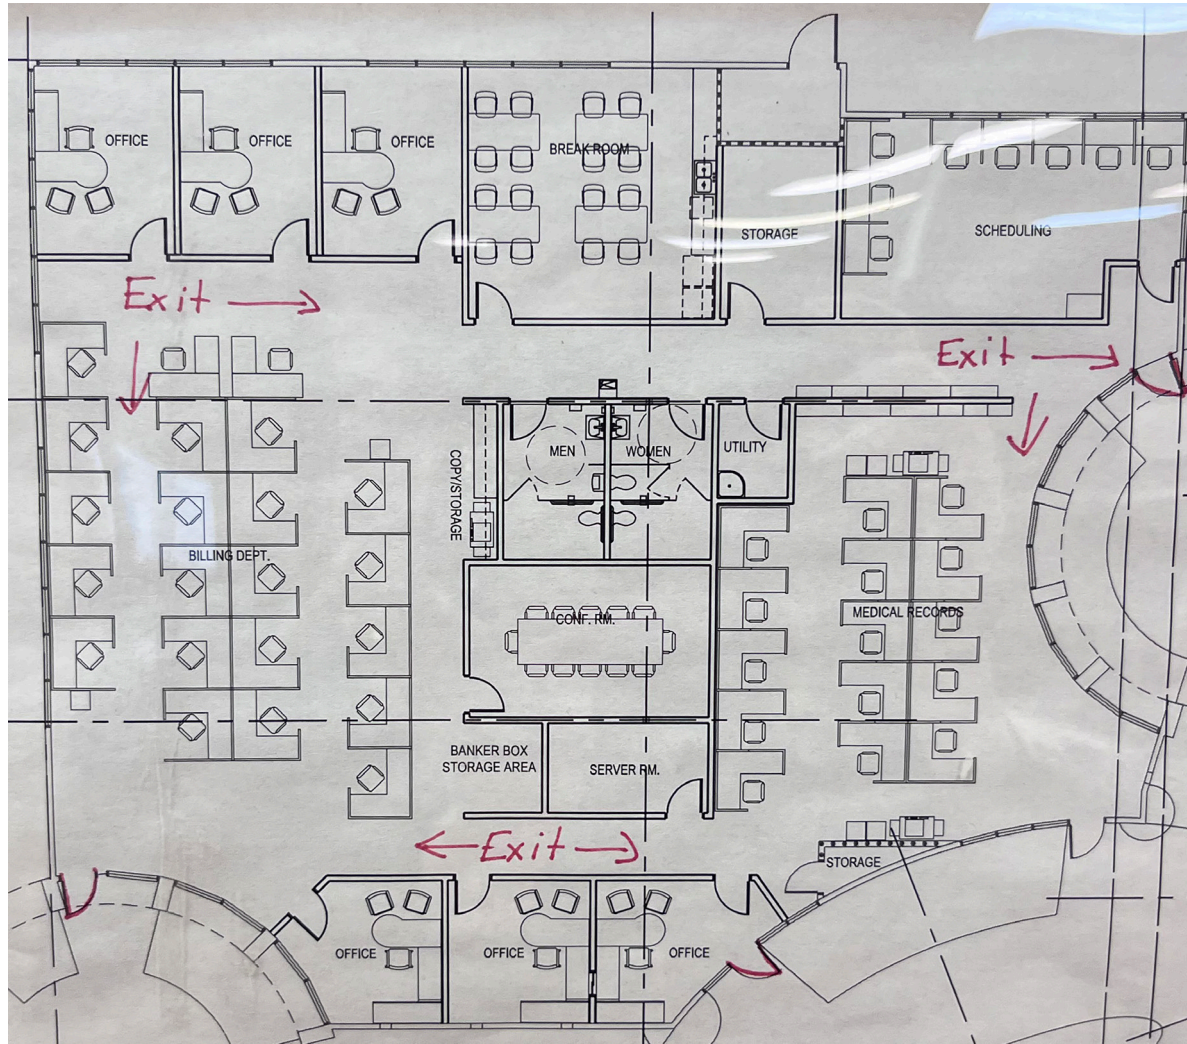 OFFICE
OFFICE
OFFICE
BREAK ROOM
STORAGE
SCHEDULING
Exit
Exit
MEN
WOMEN
UTILITY
COPY/STORAGE
BILLING DEPT.
CONF. RM.
MEDICAL RECORDS
BANKER BOX
STORAGE AREA
SERVER RM.
Exit
STORAGE
OFFICE
OFFICE
OFFICE